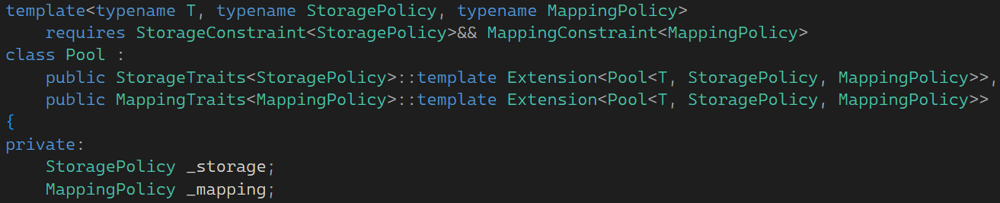 template<typename T, typename StoragePolicy, typename MappingPolicy>
    requires StorageConstraint<StoragePolicy>&& MappingConstraint<MappingPolicy>
class Pool :
    public StorageTraits<StoragePolicy>::template Extension<Pool<T, StoragePolicy, MappingPolicy>>,
    public MappingTraits<MappingPolicy>::template Extension<Pool<T, StoragePolicy, MappingPolicy>>
{
private:
    StoragePolicy _storage;
    MappingPolicy _mapping;